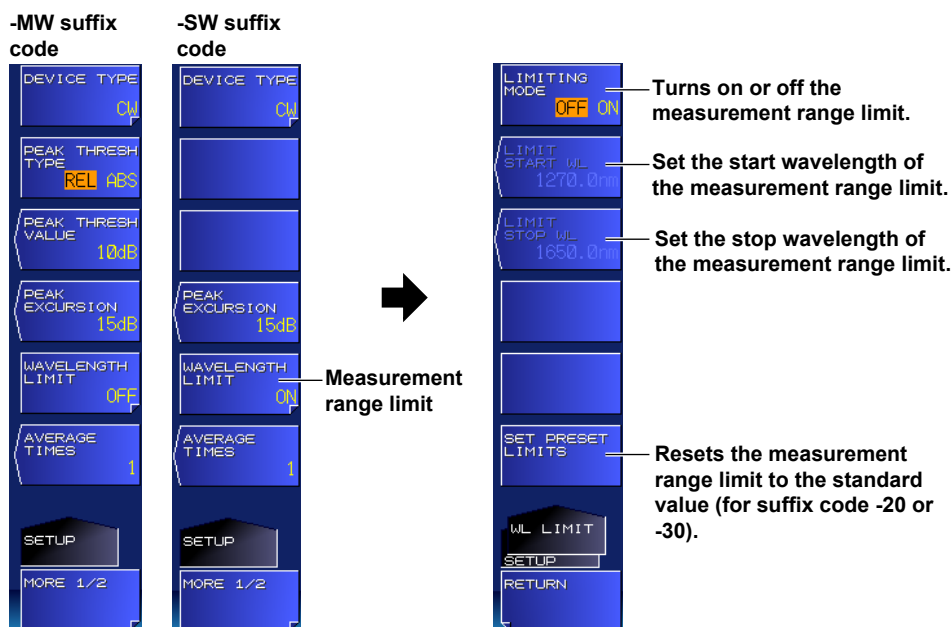 -MW suffix
code
DEVICE TYPE
CW
PEAK THRESH
TYPE
REL ABS
PEAK THRESH
VALUE
10dB
PEAK
EXCURSION
15dB
WAVELENGTH
LIMIT
OFF
AVERAGE
TIMES
1
SETUP
MORE 1/2
-SW suffix
code
DEVICE TYPE
CW
PEAK
EXCURSION
15dB
WAVELENGTH
LIMIT
ON
Measurement
range limit
AVERAGE
TIMES
1
SETUP
MORE 1/2
LIMITING
MODE
OFF ON
Turns on or off the
measurement range limit.
LIMIT
START WL
1270.0nm
Set the start wavelength of
the measurement range limit.
LIMIT
STOP WL
1650.0nm
Set the stop wavelength of
the measurement range limit.
SET PRESET
LIMITS
Resets the measurement
range limit to the standard
value (for suffix code -20 or
-30).
WL LIMIT
SETUP
RETURN